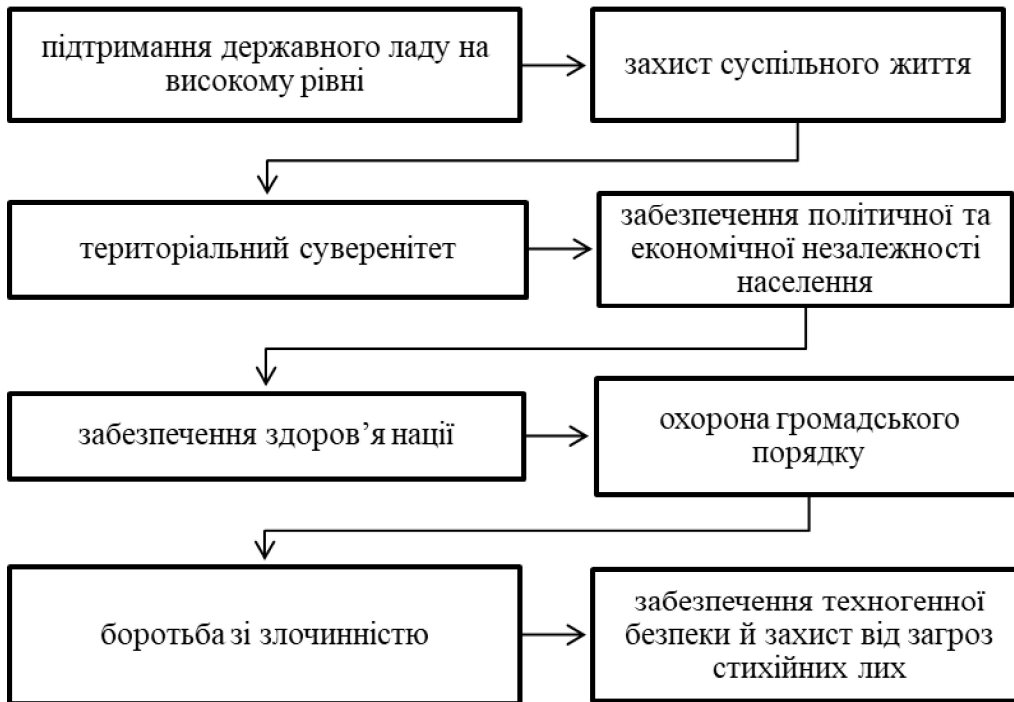 підтримання державного ладу на
високому рівні
захист суспільного життя
територіальний суверенітет
забезпечення політичної та
економічної незалежності
населення
забезпечення здоров’я нації
охорона громадського
порядку
боротьба зі злочинністю
забезпечення техногенної
безпеки й захист від загроз
стихійних лих